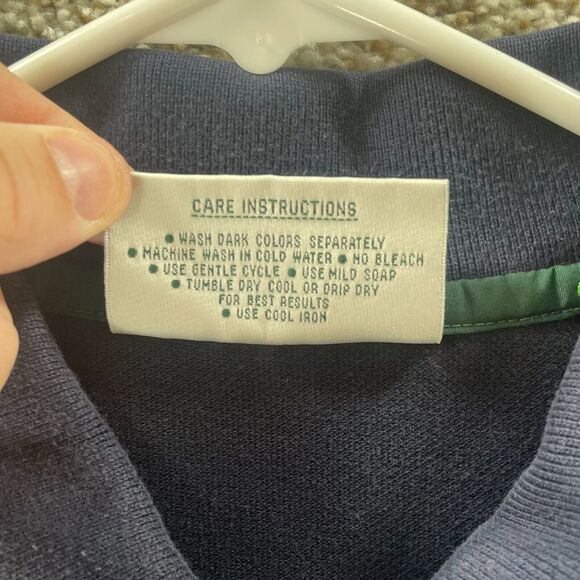 CARE INSTRUCTIONS
• WASH DARK COLORS SEPARATELY
• MACHINE WASH IN COLD WATER • NO BLEACH
• USE GENTLE CYCLE • USE MILD SOAP
• TUMBLE DAY COOL OR DRIP DRY
FOR BEST RESULTS
• USE COOL IRON